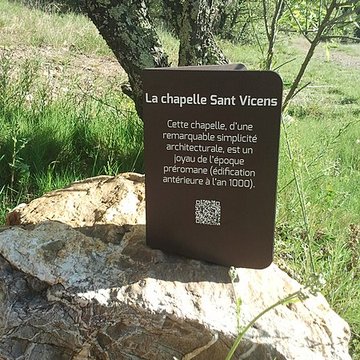 La chapelle Sant Vicens
Cette chapelle, d'une
remarquable simplicité
architecturale, est un
joyau de l'époque
préromane (édification
antérieure à l'an 1000).